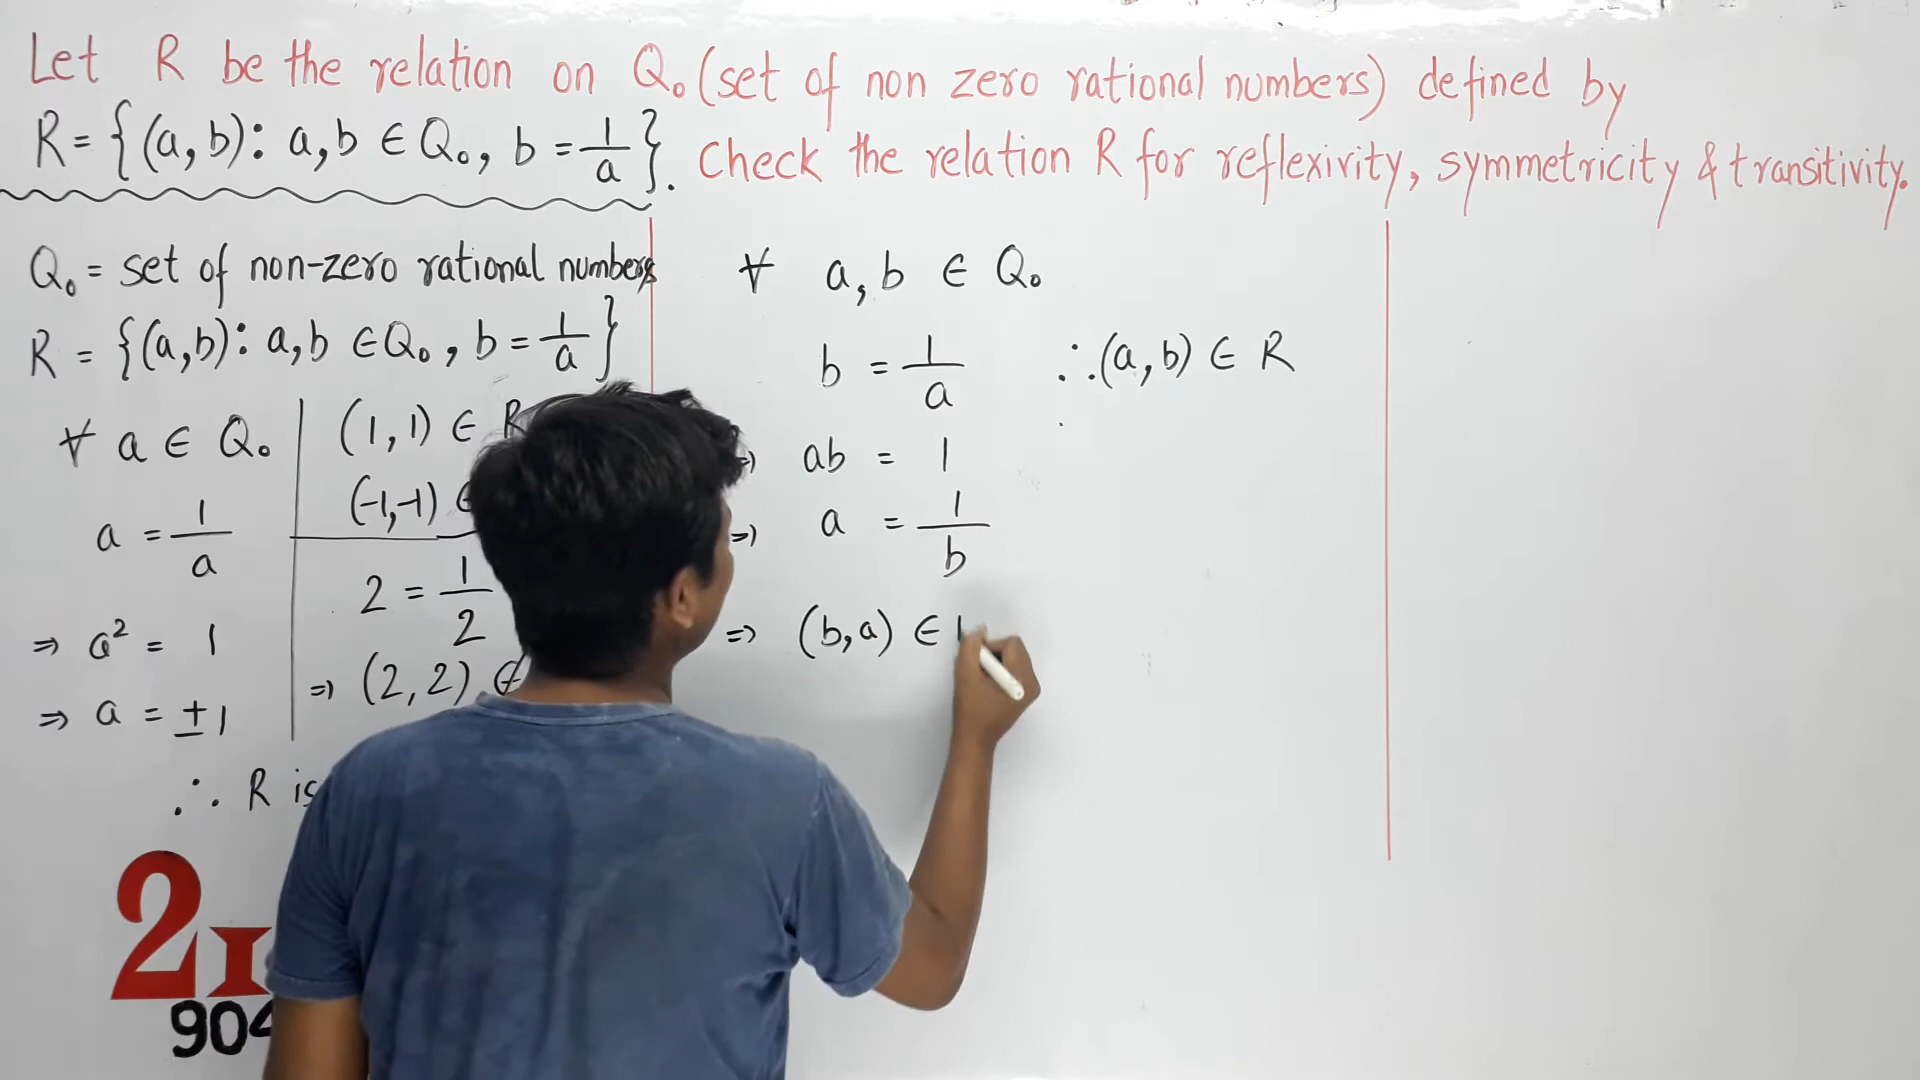 Let R be the relation on Q₀ (set of non zero rational numbers) defined by
R = {(a, b) : a, b ∈ Q₀, b = 1/a}. Check the relation R for reflexivity, symmetricity & transitivity.
Q₀ = set of non-zero rational numbers
R = {(a,b) : a,b ∈ Q₀, b = 1/a}
∀ a ∈ Q₀
a = 1/a
⇒ a² = 1
⇒ a = ±1
(1, 1) ∈ R
(-1,-1) ∈
2 = 1/2
⇒ (2, 2) ∉
∴ R is
∀ a, b ∈ Q₀
b = 1/a ∴ (a, b) ∈ R
⇒ ab = 1
⇒ a = 1/b
⇒ (b, a) ∈
904